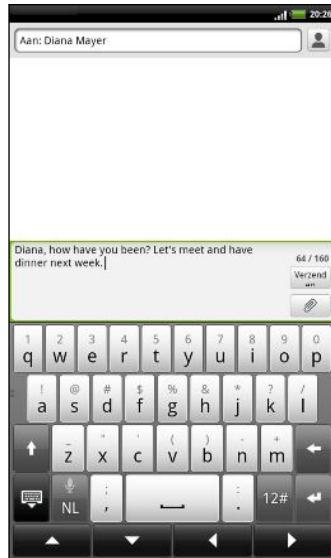 20:26
Aan: Diana Mayer
Diana, how have you been? Let's meet and have
dinner next week.
64 / 160
Verzend
en
1 2 3 4 5 6 7 8 9 0
q w e r t y u i o p
! @ # $ % & * ? /
a s d f g h j k l
_ " ' ( ) - +
z x c v b n m
NL ; , : . 12#